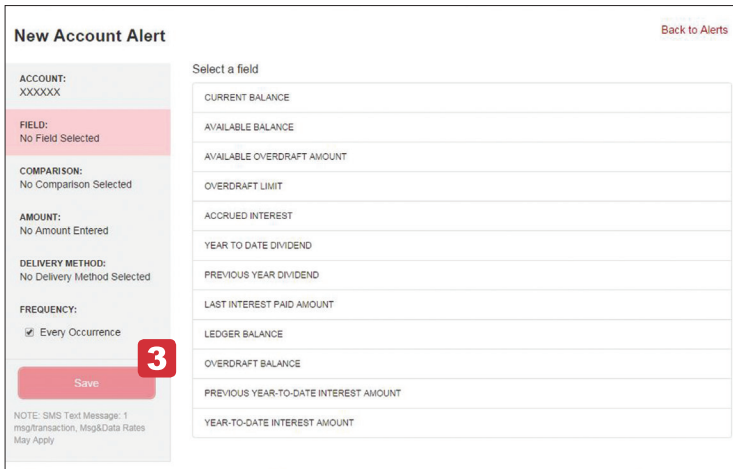 New Account Alert
Back to Alerts
ACCOUNT:
XXXXXX
FIELD:
No Field Selected
COMPARISON:
No Comparison Selected
AMOUNT:
No Amount Entered
DELIVERY METHOD:
No Delivery Method Selected
FREQUENCY:
Every Occurrence
3
Save
NOTE: SMS Text Message: 1
msg/transaction, Msg&Data Rates
May Apply
Select a field
CURRENT BALANCE
AVAILABLE BALANCE
AVAILABLE OVERDRAFT AMOUNT
OVERDRAFT LIMIT
ACCRUED INTEREST
YEAR TO DATE DIVIDEND
PREVIOUS YEAR DIVIDEND
LAST INTEREST PAID AMOUNT
LEDGER BALANCE
OVERDRAFT BALANCE
PREVIOUS YEAR-TO-DATE INTEREST AMOUNT
YEAR-TO-DATE INTEREST AMOUNT